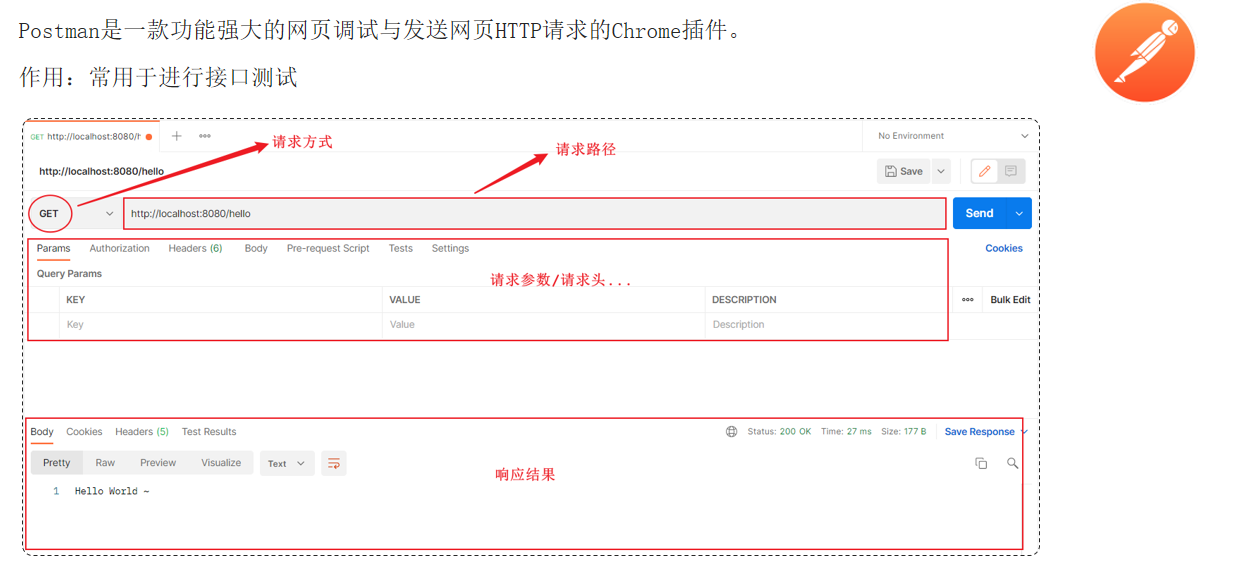 Postman是一款功能强大的网页调试与发送网页HTTP请求的Chrome插件。
作用：常用于进行接口测试
GET http://localhost:8080/h
No Environment
请求方式
请求路径
http://localhost:8080/hello
Save
GET
http://localhost:8080/hello
Send
Params Authorization Headers (6) Body Pre-request Script Tests Settings Cookies
Query Params
请求参数/请求头...
KEY VALUE DESCRIPTION Bulk Edit
Key Value Description
Body Cookies Headers (5) Test Results Status: 200 OK Time: 27 ms Size: 177 B Save Response
Pretty Raw Preview Visualize Text
响应结果
1 Hello World ~